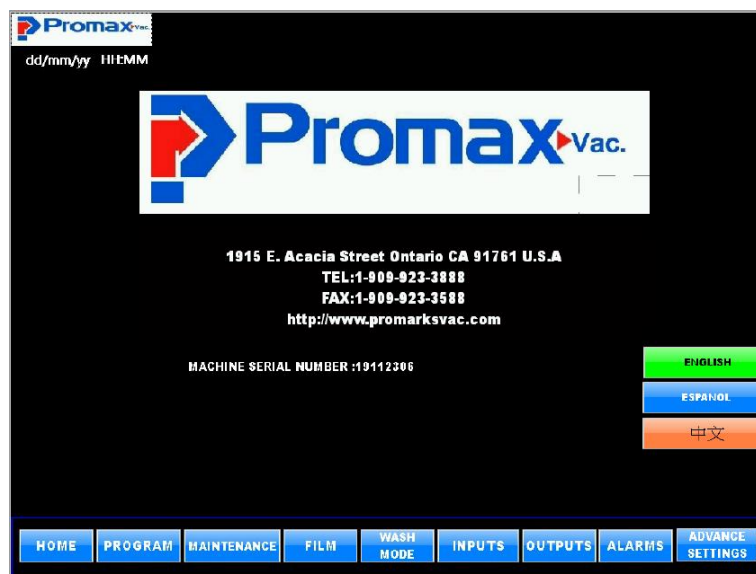 Promax Vac.
dd/mm/yy HH:MM
Promax Vac.
1915 E. Acacia Street Ontario CA 91761 U.S.A
TEL:1-909-923-3888
FAX:1-909-923-3588
http://www.promarksvac.com
MACHINE SERIAL NUMBER :19112306
ENGLISH
ESPANOL
中文
HOME PROGRAM MAINTENANCE FILM WASH MODE INPUTS OUTPUTS ALARMS ADVANCE SETTINGS